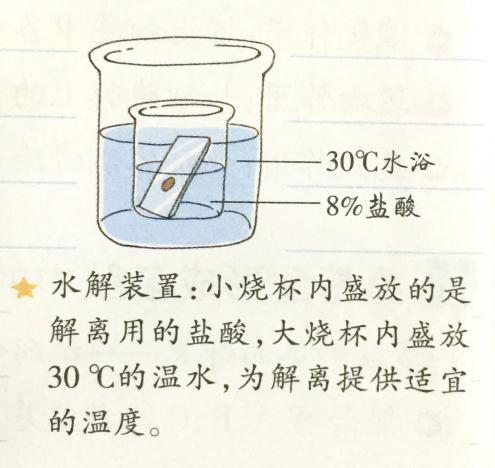 30℃水浴
8%盐酸
水解装置:小烧杯内盛放的是
解离用的盐酸,大烧杯内盛放
30 ℃的温水,为解离提供适宜
的温度。